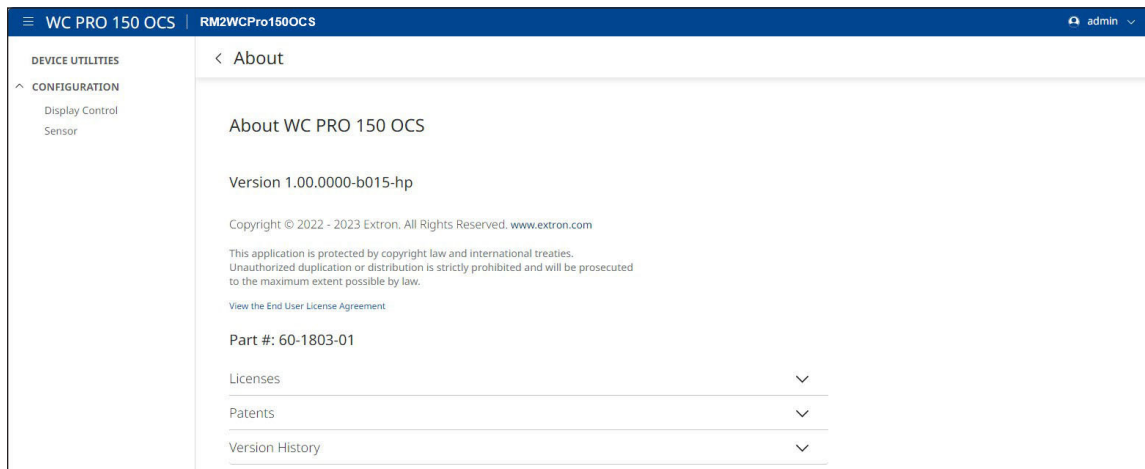 WC PRO 150 OCS | RM2WCPro150OCS
admin
DEVICE UTILITIES
CONFIGURATION
Display Control
Sensor
< About
About WC PRO 150 OCS
Version 1.00.0000-b015-hp
Copyright © 2022 - 2023 Extron. All Rights Reserved. www.extron.com
This application is protected by copyright law and international treaties.
Unauthorized duplication or distribution is strictly prohibited and will be prosecuted
to the maximum extent possible by law.
View the End User License Agreement
Part #: 60-1803-01
Licenses
Patents
Version History